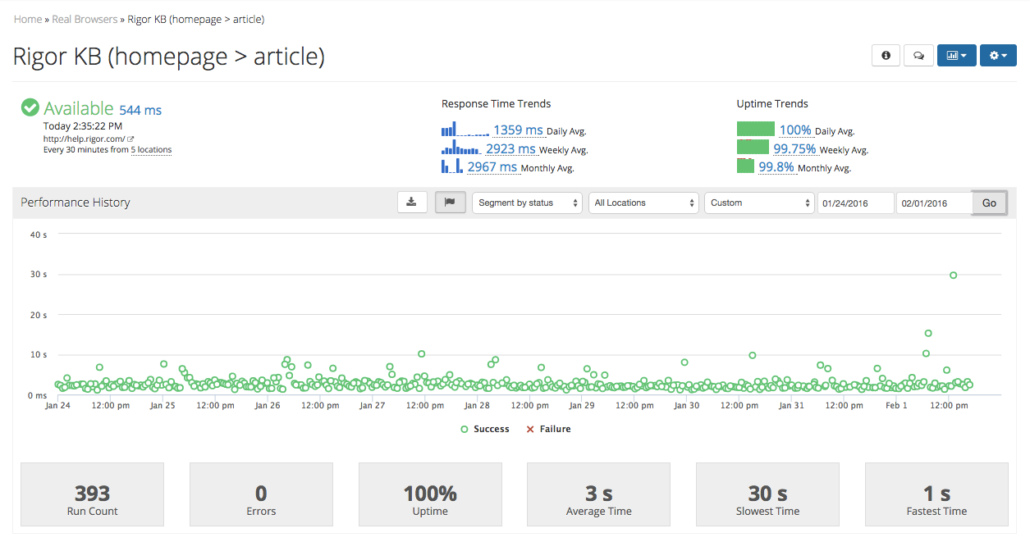 Home » Real Browsers » Rigor KB (homepage > article)
Rigor KB (homepage > article)
Available 544 ms
Today 2:35:22 PM
http://help.rigor.com/
Every 30 minutes from 5 locations
Response Time Trends
1359 ms Daily Avg.
2923 ms Weekly Avg.
2967 ms Monthly Avg.
Uptime Trends
100% Daily Avg.
99.75% Weekly Avg.
99.8% Monthly Avg.
Performance History
Segment by status
All Locations
Custom
01/24/2016
02/01/2016
Go
40 s
30 s
20 s
10 s
0 ms
Jan 24 12:00 pm Jan 25 12:00 pm Jan 26 12:00 pm Jan 27 12:00 pm Jan 28 12:00 pm Jan 29 12:00 pm Jan 30 12:00 pm Jan 31 12:00 pm Feb 1 12:00 pm
Success Failure
393
Run Count
0
Errors
100%
Uptime
3 s
Average Time
30 s
Slowest Time
1 s
Fastest Time